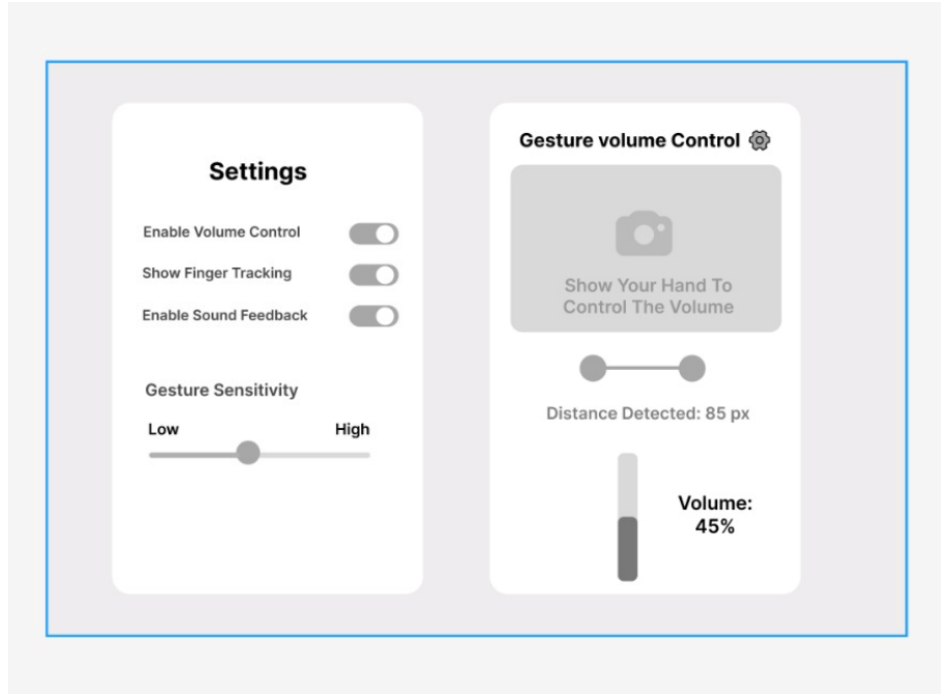 Settings
Enable Volume Control
Show Finger Tracking
Enable Sound Feedback
Gesture Sensitivity
Low High
Gesture volume Control
Show Your Hand To
Control The Volume
Distance Detected: 85 px
Volume:
45%